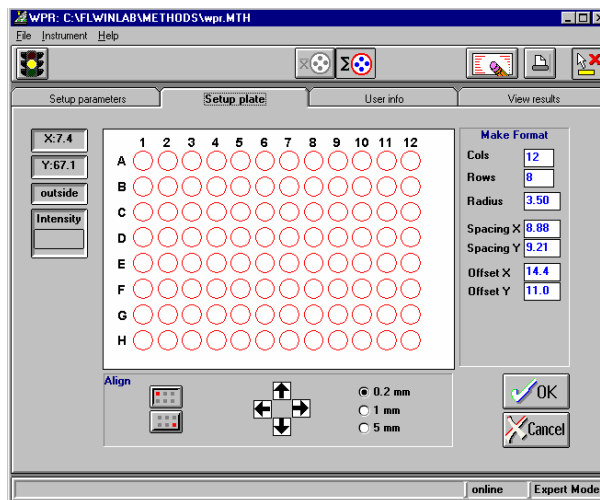 WPR: C:\FLWINLAB\METHODS\wpr.MTH
File Instrument Help
Setup parameters Setup plate User info View results
X:7.4
Y:67.1
outside
Intensity
1 2 3 4 5 6 7 8 9 10 11 12
A
B
C
D
E
F
G
H
Make Format
Cols 12
Rows 8
Radius 3.50
Spacing X 8.88
Spacing Y 9.21
Offset X 14.4
Offset Y 11.0
Align
0.2 mm
1 mm
5 mm
OK
Cancel
online Expert Mode